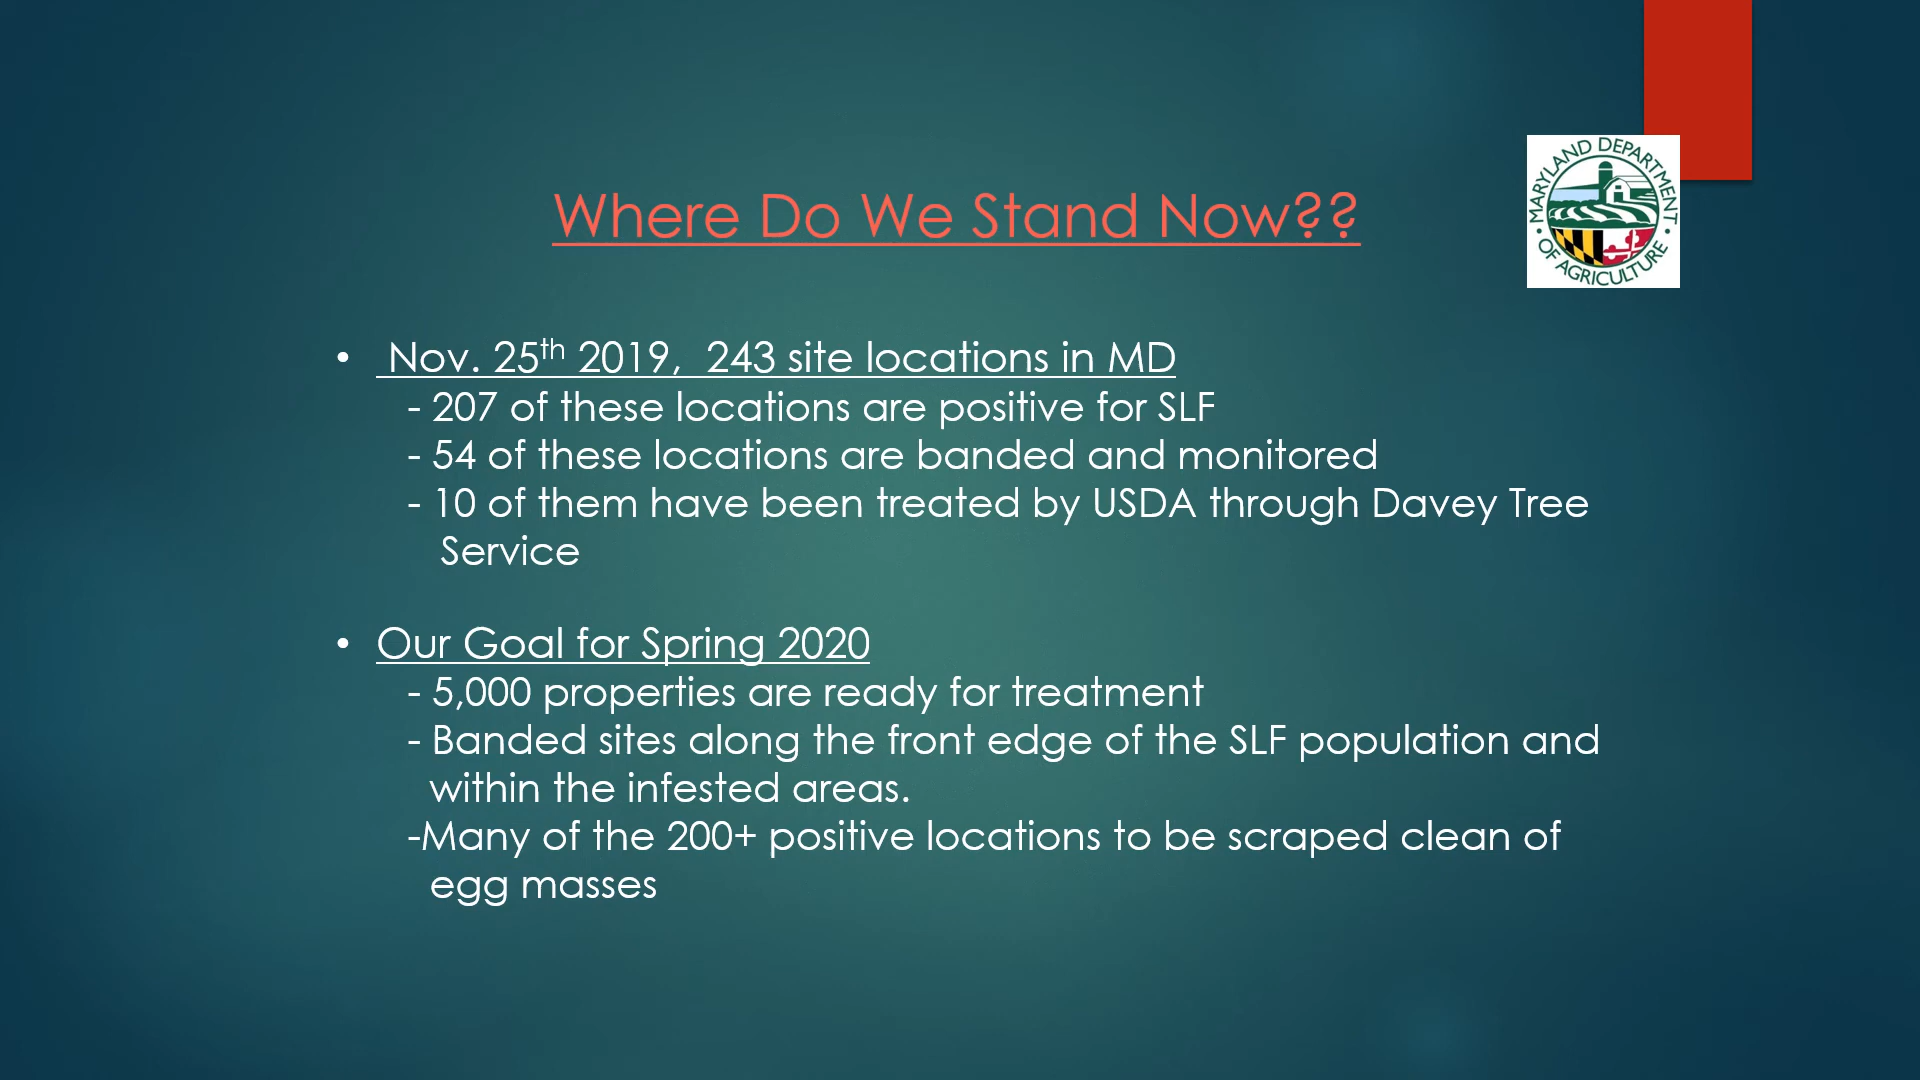 Where Do We Stand Now??
MARYLAND DEPARTMENT
• OF AGRICULTURE •
• Nov. 25th 2019,  243 site locations in MD
- 207 of these locations are positive for SLF
- 54 of these locations are banded and monitored
- 10 of them have been treated by USDA through Davey Tree
Service
• Our Goal for Spring 2020
- 5,000 properties are ready for treatment
- Banded sites along the front edge of the SLF population and
within the infested areas.
-Many of the 200+ positive locations to be scraped clean of
egg masses